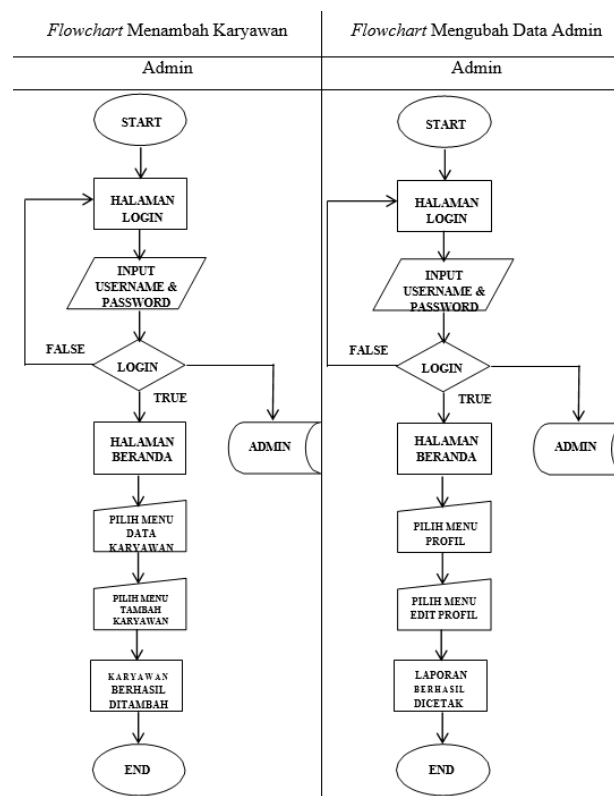 Flowchart Menambah Karyawan
Admin
START
HALAMAN
LOGIN
INPUT
USERNAME &
PASSWORD
FALSE
LOGIN
TRUE
HALAMAN
BERANDA
ADMIN
PILIH MENU
DATA
KARYAWAN
PILIH MENU
TAMBAH
KARYAWAN
KARYAWAN
BERHASIL
DITAMBAH
END
Flowchart Mengubah Data Admin
Admin
START
HALAMAN
LOGIN
INPUT
USERNAME &
PASSWORD
FALSE
LOGIN
TRUE
HALAMAN
BERANDA
ADMIN
PILIH MENU
PROFIL
PILIH MENU
EDIT PROFIL
LAPORAN
BERHASIL
DICETAK
END